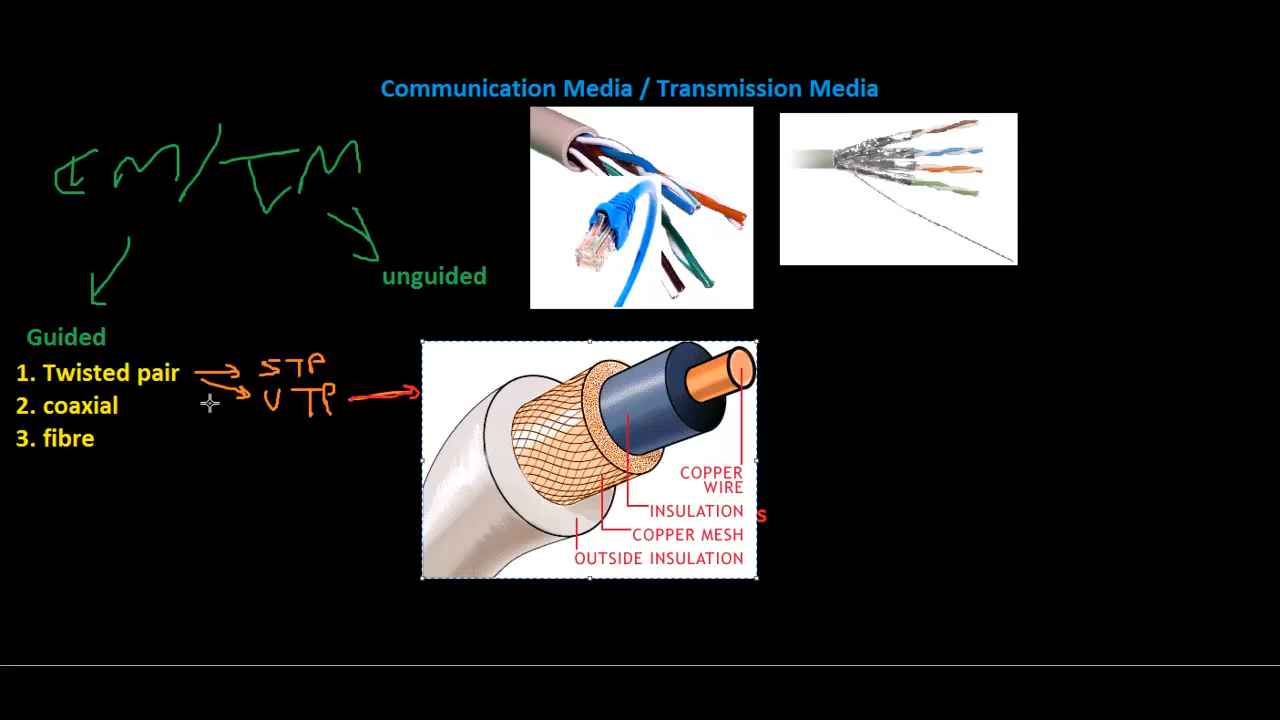 Communication Media / Transmission Media
CM/TM
unguided
Guided
1. Twisted pair
STP
2. coaxial
UTP
3. fibre
COPPER
WIRE
INSULATION
s
COPPER MESH
OUTSIDE INSULATION